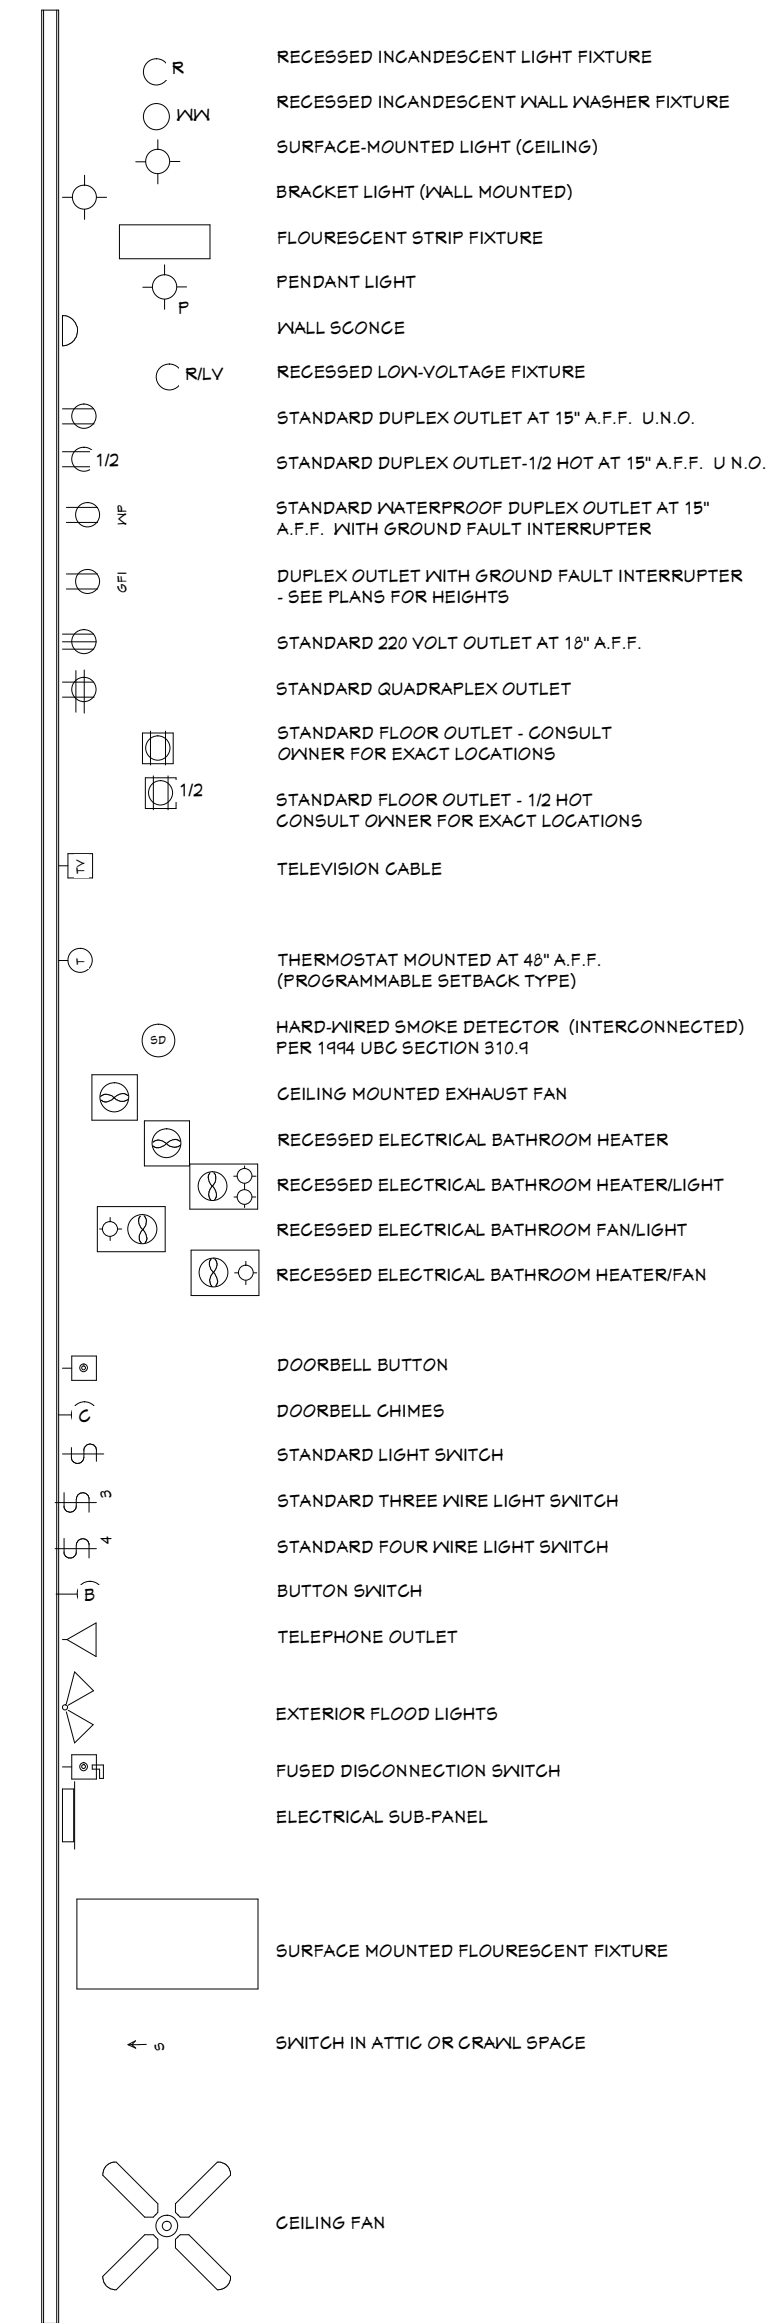 R RECESSED INCANDESCENT LIGHT FIXTURE
WW RECESSED INCANDESCENT WALL WASHER FIXTURE
SURFACE-MOUNTED LIGHT (CEILING)
BRACKET LIGHT (WALL MOUNTED)
FLOURESCENT STRIP FIXTURE
PENDANT LIGHT
P
WALL SCONCE
R/LV RECESSED LOW-VOLTAGE FIXTURE
STANDARD DUPLEX OUTLET AT 15" A.F.F. U.N.O.
1/2 STANDARD DUPLEX OUTLET-1/2 HOT AT 15" A.F.F. U N.O.
WP STANDARD WATERPROOF DUPLEX OUTLET AT 15"
A.F.F. WITH GROUND FAULT INTERRUPTER
GFI DUPLEX OUTLET WITH GROUND FAULT INTERRUPTER
- SEE PLANS FOR HEIGHTS
STANDARD 220 VOLT OUTLET AT 18" A.F.F.
STANDARD QUADRAPLEX OUTLET
STANDARD FLOOR OUTLET - CONSULT
OWNER FOR EXACT LOCATIONS
1/2 STANDARD FLOOR OUTLET - 1/2 HOT
CONSULT OWNER FOR EXACT LOCATIONS
TV TELEVISION CABLE
T THERMOSTAT MOUNTED AT 48" A.F.F.
(PROGRAMMABLE SETBACK TYPE)
SD HARD-WIRED SMOKE DETECTOR (INTERCONNECTED)
PER 1994 UBC SECTION 310.9
CEILING MOUNTED EXHAUST FAN
RECESSED ELECTRICAL BATHROOM HEATER
RECESSED ELECTRICAL BATHROOM HEATER/LIGHT
RECESSED ELECTRICAL BATHROOM FAN/LIGHT
RECESSED ELECTRICAL BATHROOM HEATER/FAN
DOORBELL BUTTON
C DOORBELL CHIMES
STANDARD LIGHT SWITCH
3 STANDARD THREE WIRE LIGHT SWITCH
4 STANDARD FOUR WIRE LIGHT SWITCH
B BUTTON SWITCH
TELEPHONE OUTLET
EXTERIOR FLOOD LIGHTS
FUSED DISCONNECTION SWITCH
ELECTRICAL SUB-PANEL
SURFACE MOUNTED FLOURESCENT FIXTURE
S SWITCH IN ATTIC OR CRAWL SPACE
CEILING FAN